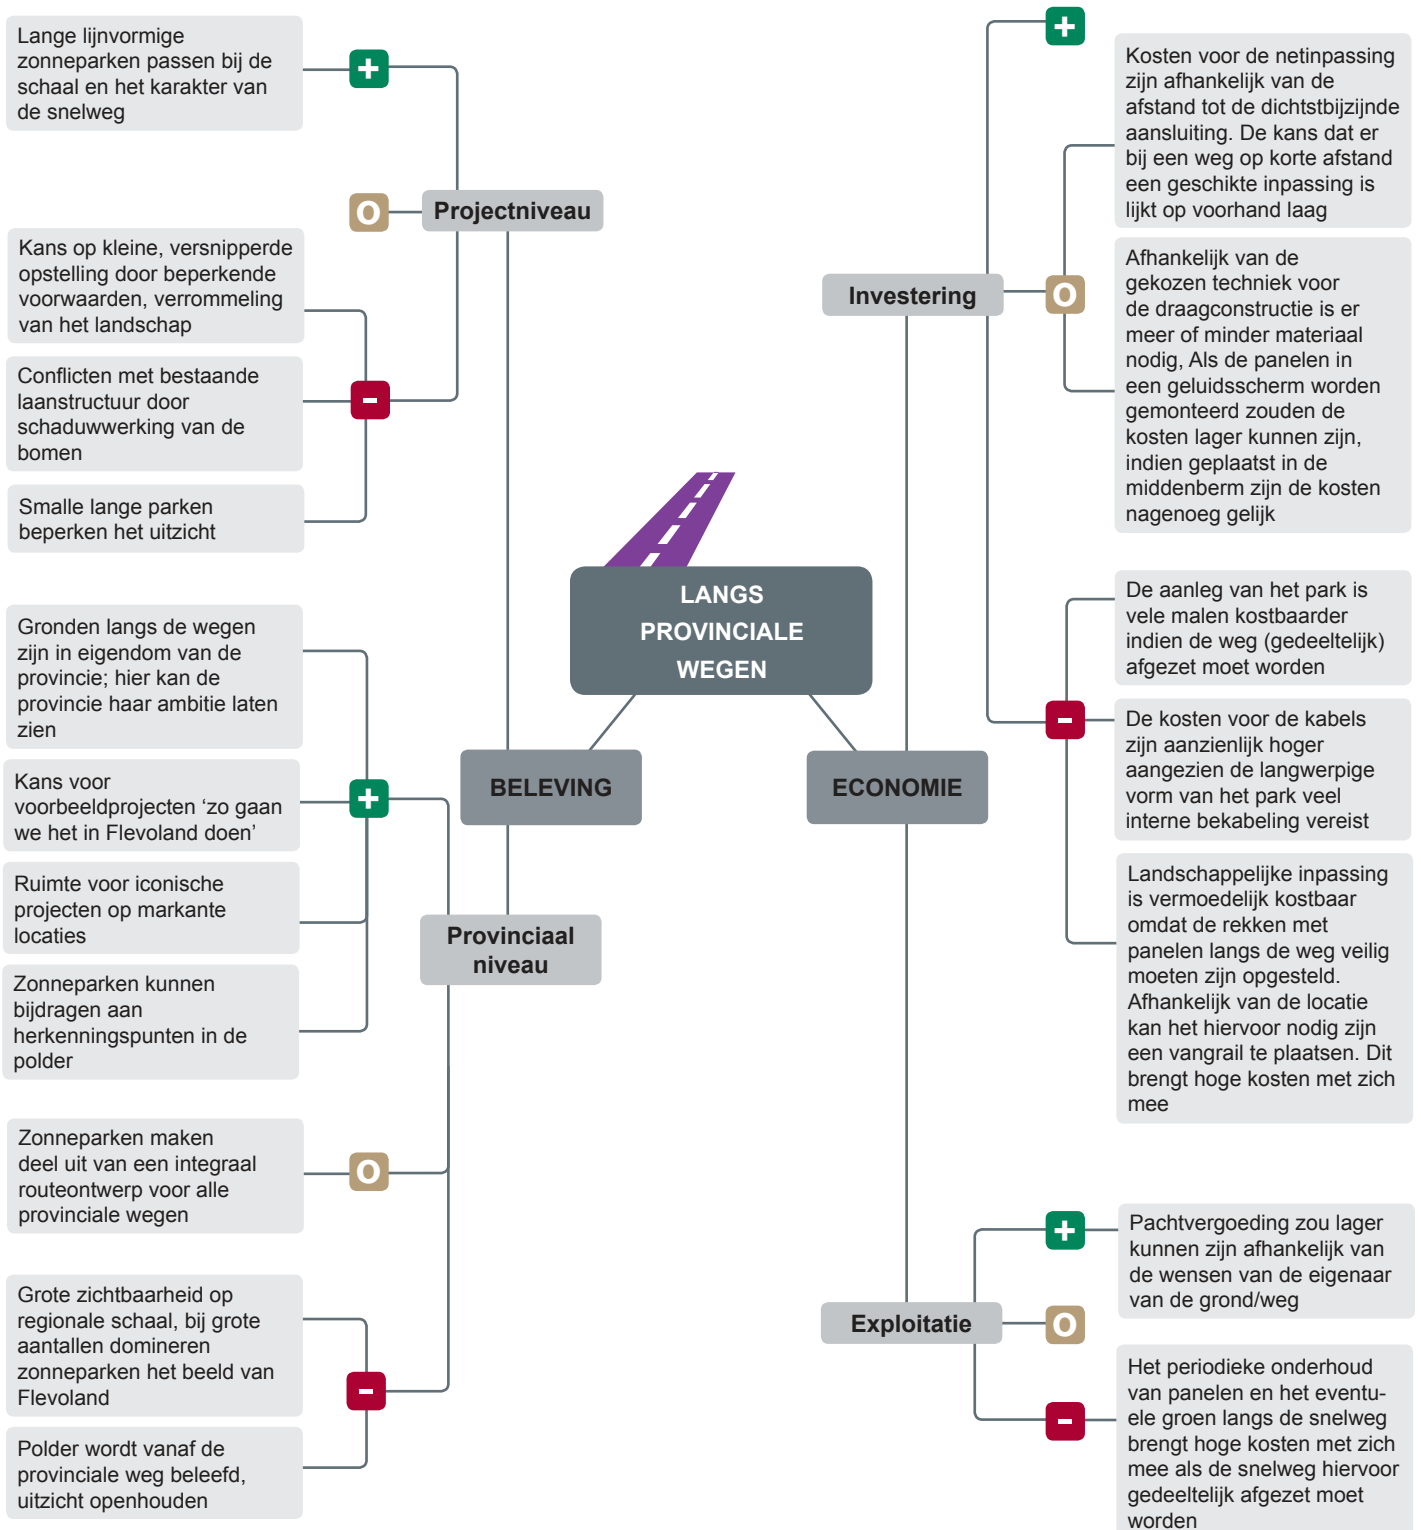 Lange lijnvormige
zonneparken passen bij de
schaal en het karakter van
de snelweg
+
O
Projectniveau
Kans op kleine, versnipperde
opstelling door beperkende
voorwaarden, verrommeling
van het landschap
Conflicten met bestaande
laanstructuur door
schaduwwerking van de
bomen
-
Smalle lange parken
beperken het uitzicht
LANGS
PROVINCIALE
WEGEN
BELEVING
ECONOMIE
Gronden langs de wegen
zijn in eigendom van de
provincie; hier kan de
provincie haar ambitie laten
zien
Kans voor
voorbeeldprojecten ‘zo gaan
we het in Flevoland doen’
+
Ruimte voor iconische
projecten op markante
locaties
Zonneparken kunnen
bijdragen aan
herkenningspunten in de
polder
Provinciaal
niveau
Zonneparken maken
deel uit van een integraal
routeontwerp voor alle
provinciale wegen
O
Grote zichtbaarheid op
regionale schaal, bij grote
aantallen domineren
zonneparken het beeld van
Flevoland
-
Polder wordt vanaf de
provinciale weg beleefd,
uitzicht openhouden
+
Kosten voor de netinpassing
zijn afhankelijk van de
afstand tot de dichtstbijzijnde
aansluiting. De kans dat er
bij een weg op korte afstand
een geschikte inpassing is
lijkt op voorhand laag
Investering
O
Afhankelijk van de
gekozen techniek voor
de draagconstructie is er
meer of minder materiaal
nodig, Als de panelen in
een geluidsscherm worden
gemonteerd zouden de
kosten lager kunnen zijn,
indien geplaatst in de
middenberm zijn de kosten
nagenoeg gelijk
De aanleg van het park is
vele malen kostbaarder
indien de weg (gedeeltelijk)
afgezet moet worden
-
De kosten voor de kabels
zijn aanzienlijk hoger
aangezien de langwerpige
vorm van het park veel
interne bekabeling vereist
Landschappelijke inpassing
is vermoedelijk kostbaar
omdat de rekken met
panelen langs de weg veilig
moeten zijn opgesteld.
Afhankelijk van de locatie
kan het hiervoor nodig zijn
een vangrail te plaatsen. Dit
brengt hoge kosten met zich
mee
+
Pachtvergoeding zou lager
kunnen zijn afhankelijk van
de wensen van de eigenaar
van de grond/weg
Exploitatie
O
-
Het periodieke onderhoud
van panelen en het eventu-
ele groen langs de snelweg
brengt hoge kosten met zich
mee als de snelweg hiervoor
gedeeltelijk afgezet moet
worden